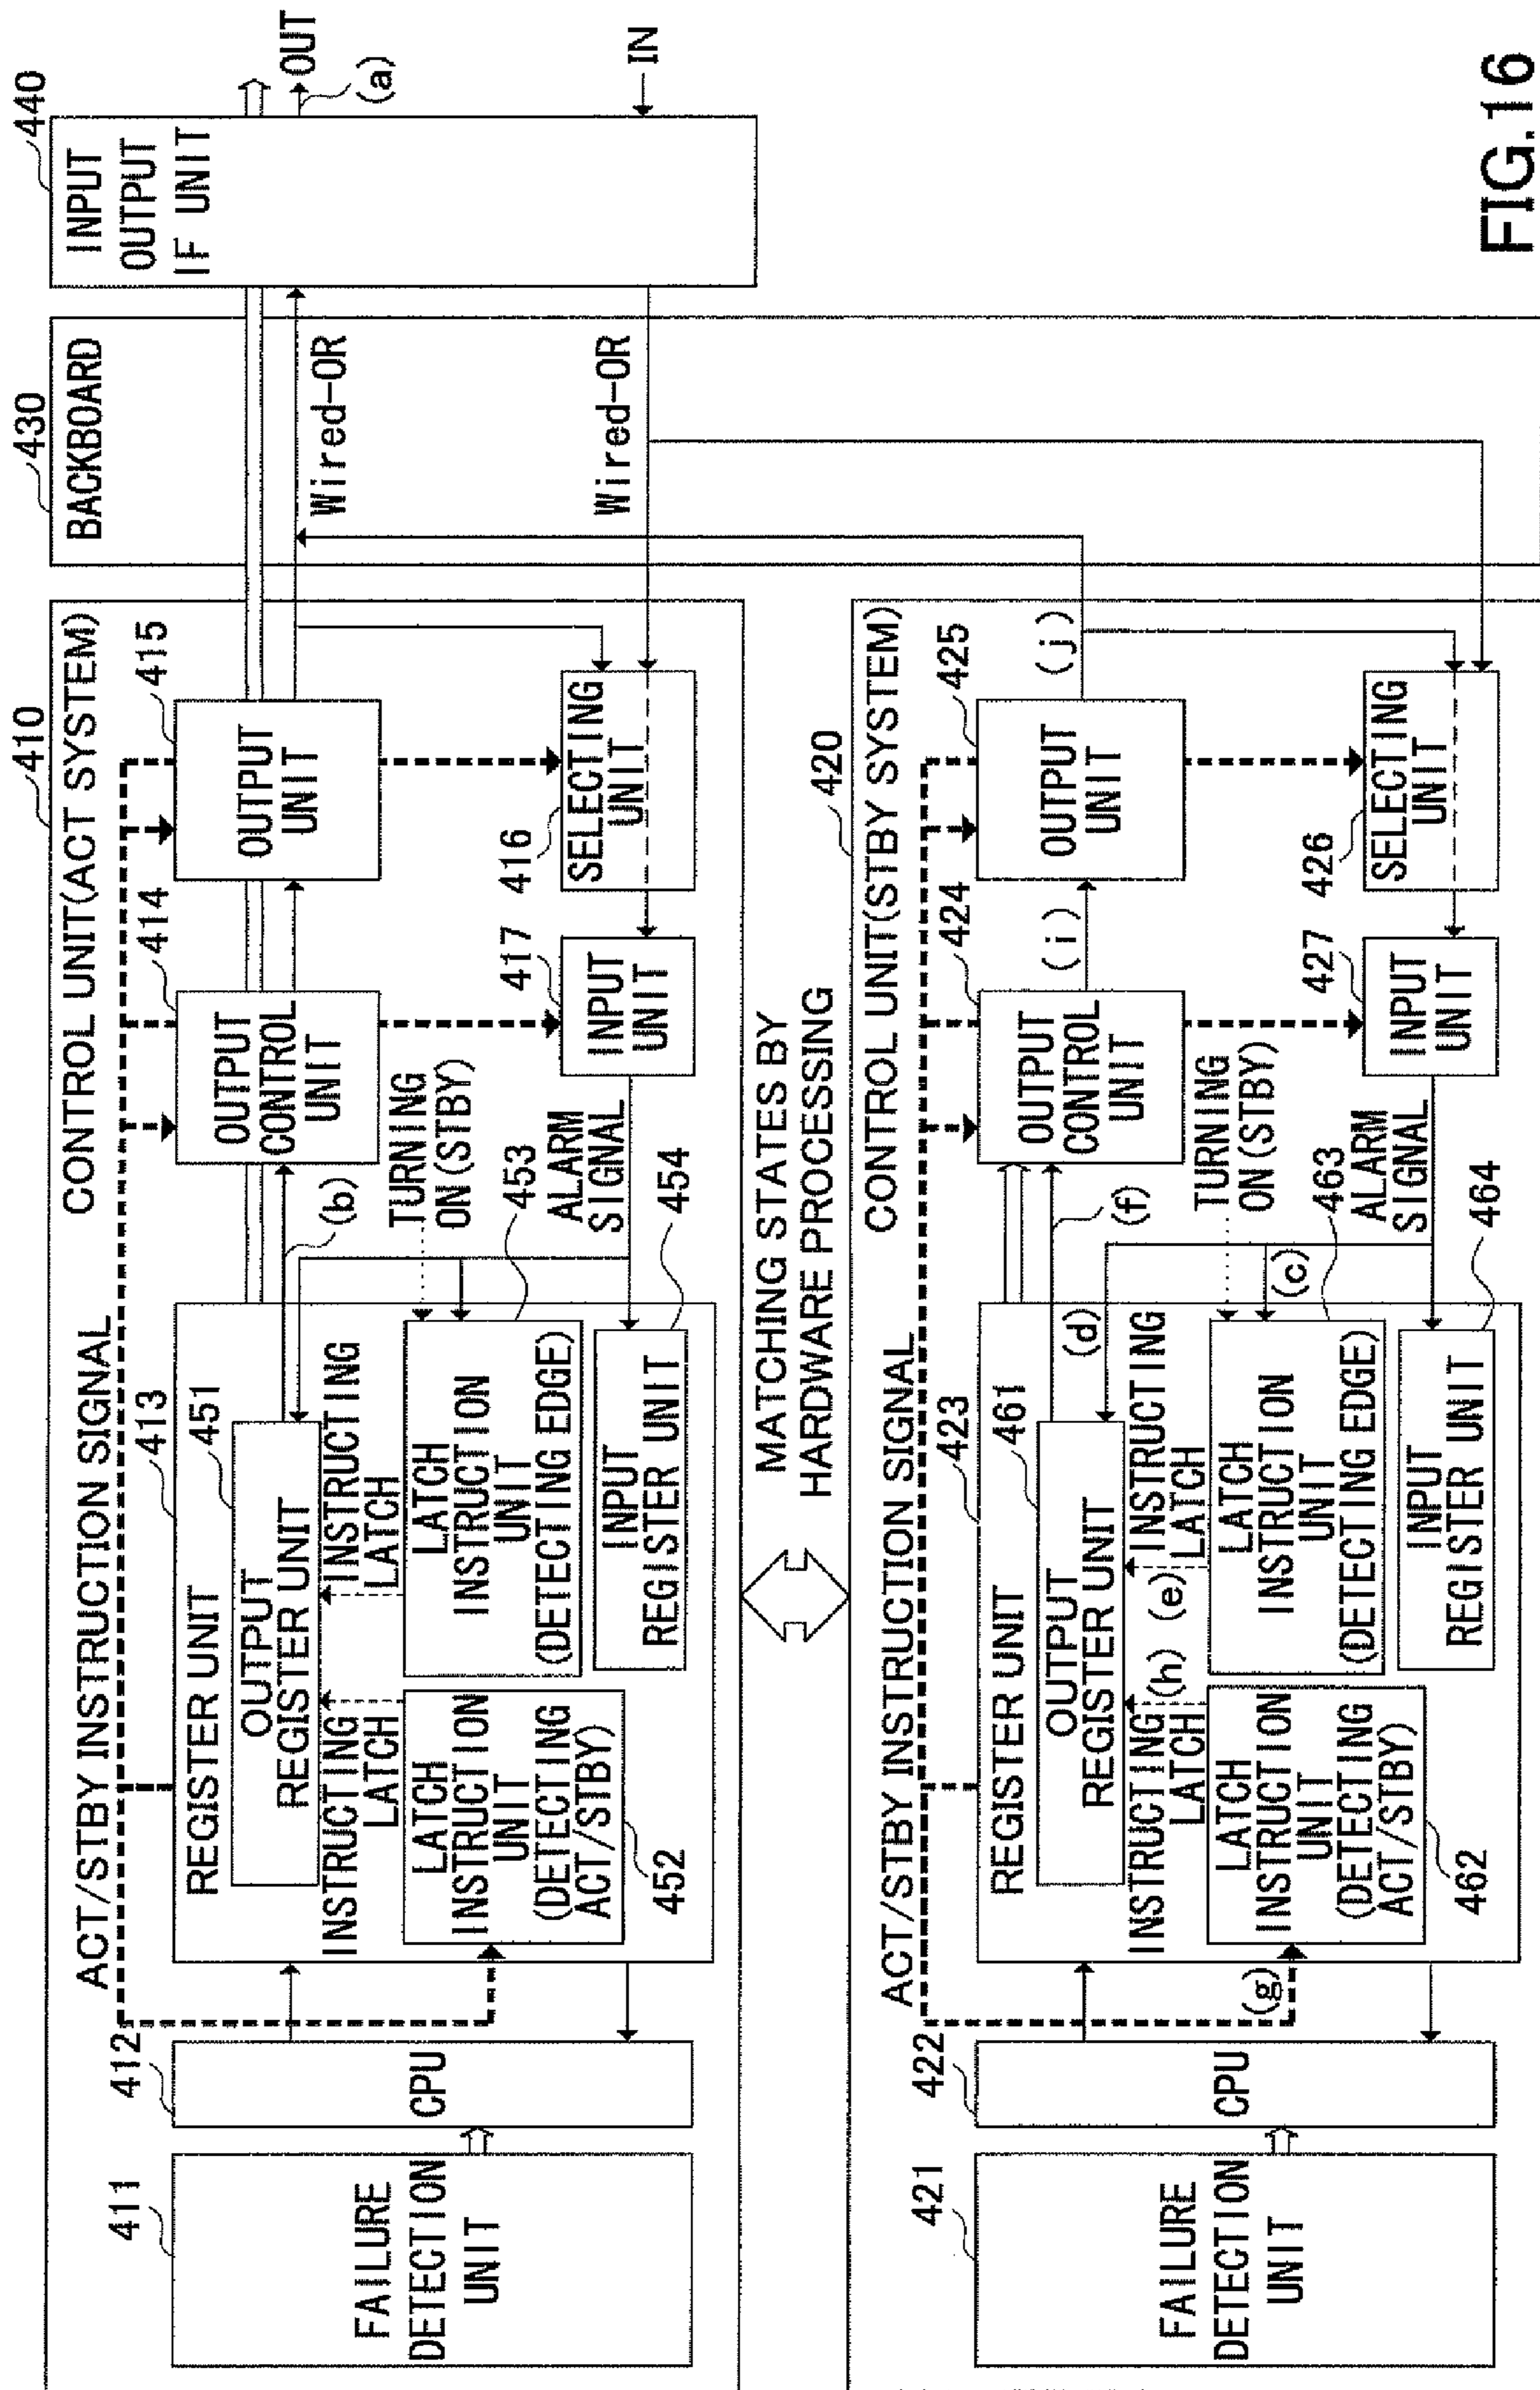 410
CONTROL UNIT(ACT SYSTEM)
430
BACKBOARD
440
INPUT
OUTPUT
IF UNIT
OUT
(a)
IN
Wired-OR
Wired-OR
ACT/STBY INSTRUCTION SIGNAL
411
FAILURE
DETECTION
UNIT
412
CPU
413
REGISTER UNIT
451
OUTPUT
REGISTER UNIT
INSTRUCTING
LATCH
INSTRUCTING
LATCH
LATCH
INSTRUCTION
UNIT
(DETECTING
ACT/STBY)
452
LATCH
INSTRUCTION
UNIT
(DETECTING EDGE)
453
INPUT
REGISTER UNIT
454
(b)
TURNING
ON(STBY)
ALARM
SIGNAL
414
OUTPUT
CONTROL
UNIT
415
OUTPUT
UNIT
416
SELECTING
UNIT
417
INPUT
UNIT
MATCHING STATES BY
HARDWARE PROCESSING
420
CONTROL UNIT(STBY SYSTEM)
ACT/STBY INSTRUCTION SIGNAL
421
FAILURE
DETECTION
UNIT
422
CPU
423
REGISTER UNIT
461
OUTPUT
REGISTER UNIT
INSTRUCTING
LATCH
(h)
(e)
INSTRUCTING
LATCH
(g)
LATCH
INSTRUCTION
UNIT
(DETECTING
ACT/STBY)
462
LATCH
INSTRUCTION
UNIT
(DETECTING EDGE)
463
INPUT
REGISTER UNIT
464
(d)
(c)
(f)
TURNING
ON(STBY)
ALARM
SIGNAL
424
OUTPUT
CONTROL
UNIT
(i)
425
OUTPUT
UNIT
(j)
426
SELECTING
UNIT
427
INPUT
UNIT
FIG.16